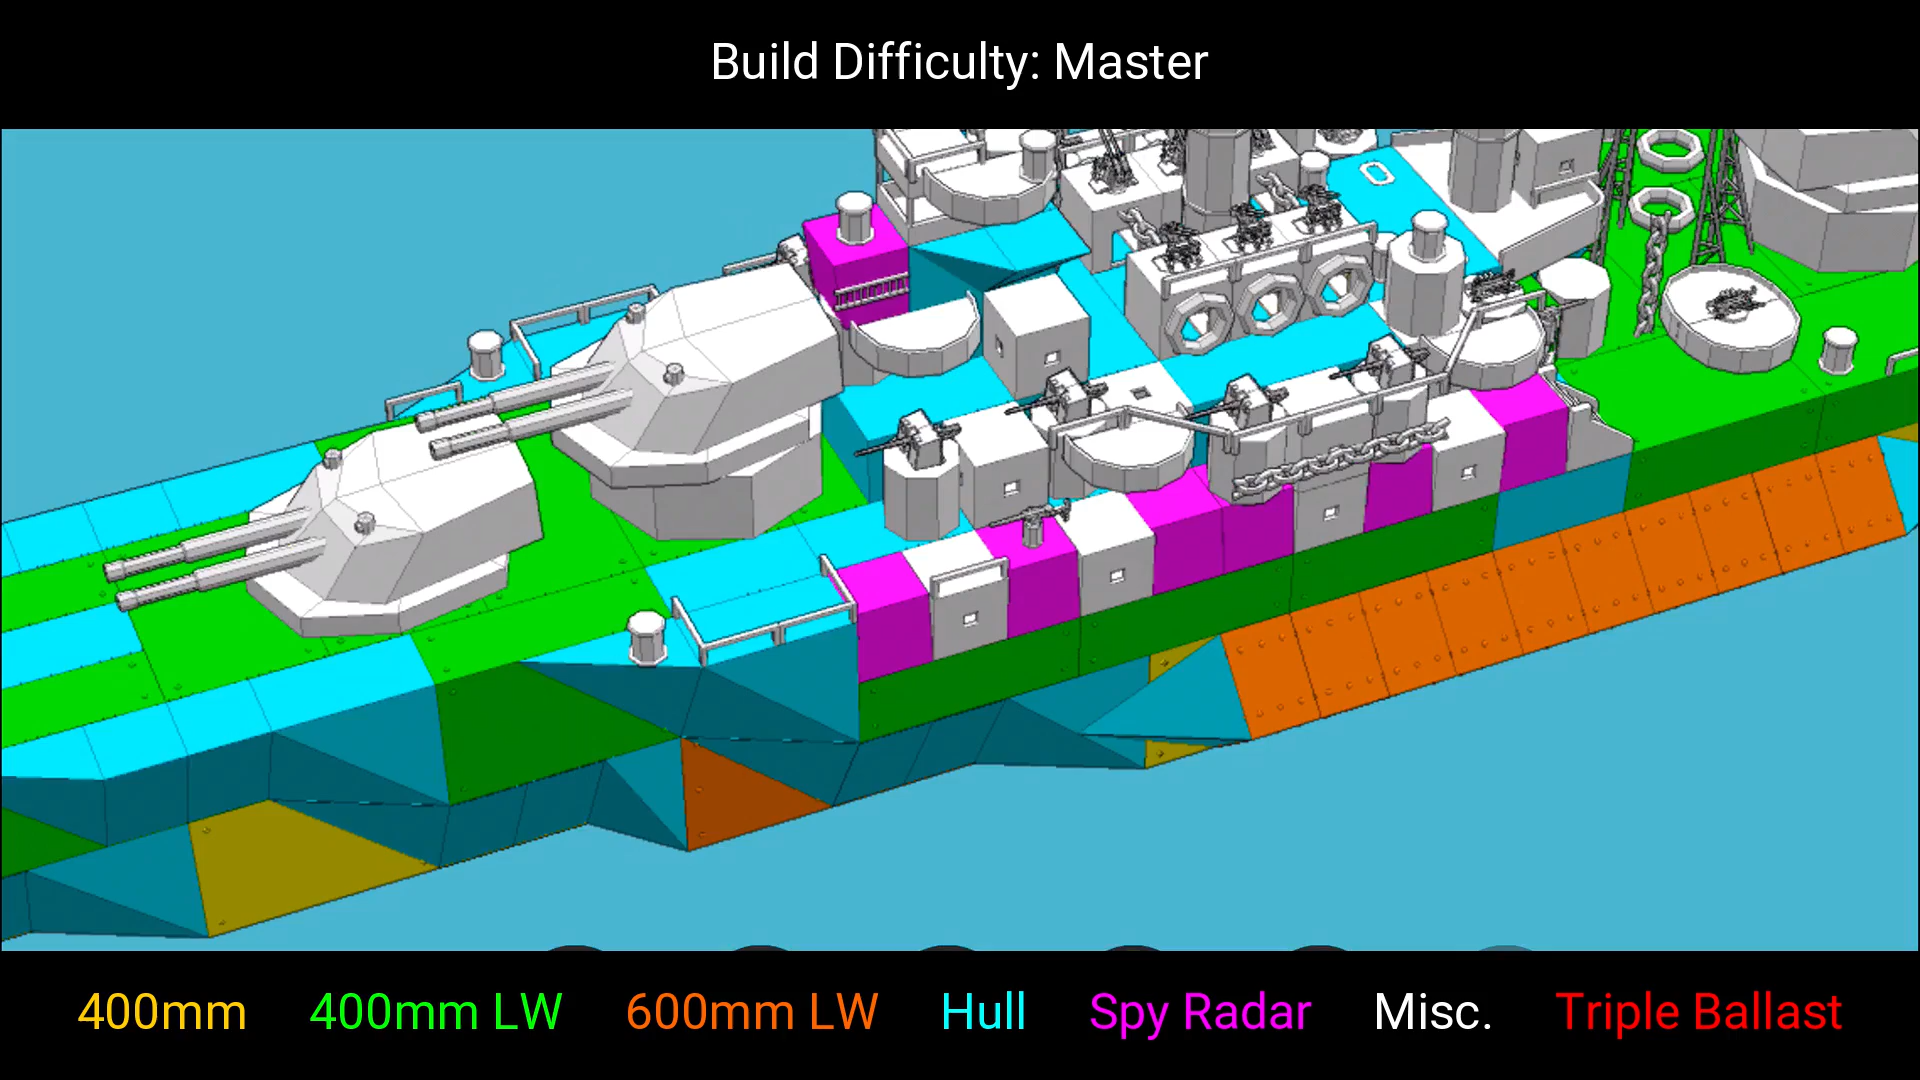 Build Difficulty: Master
400mm 400mm LW 600mm LW Hull Spy Radar Misc. Triple Ballast